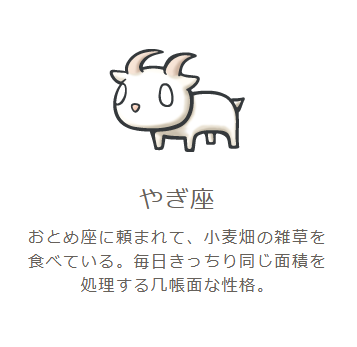 やぎ座
おとめ座に頼まれて、小麦畑の雑草を
食べている。毎日きっちり同じ面積を
処理する几帳面な性格。